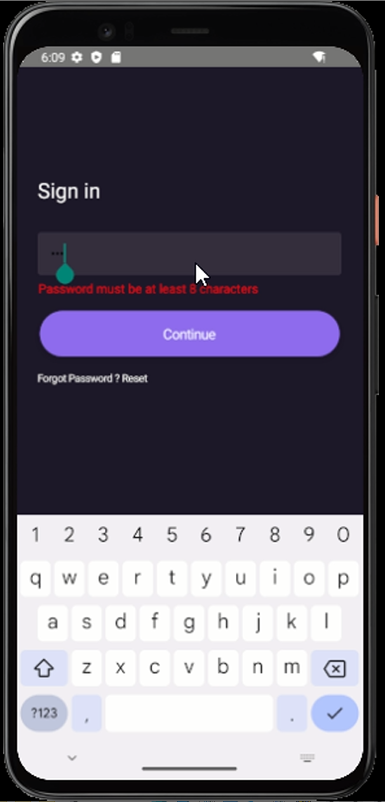 6:09
Sign in
•••
Password must be at least 8 characters
Continue
Forgot Password ? Reset
1 2 3 4 5 6 7 8 9 0
q w e r t y u i o p
a s d f g h j k l
z x c v b n m
?123 , .